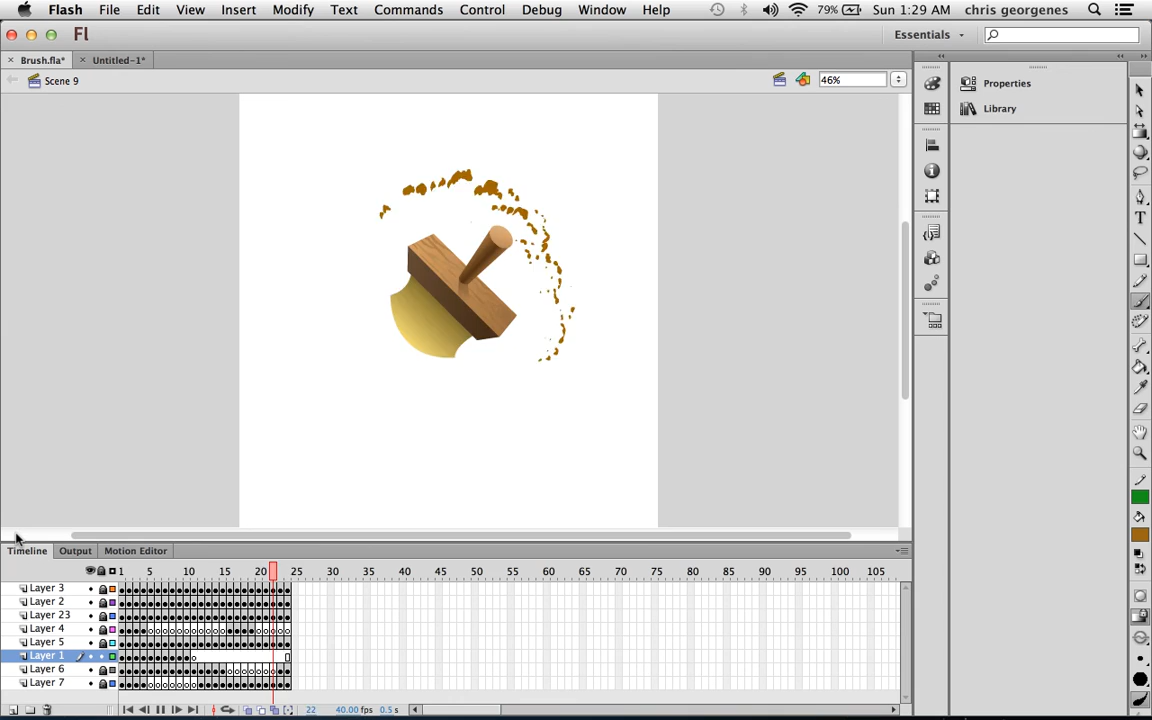 Flash File Edit View Insert Modify Text Commands Control Debug Window Help 79% Sun 1:29 AM chris georgenes
Fl Essentials
Brush.fla* Untitled-1*
Scene 9 46%
Properties
Library
Timeline Output Motion Editor
1 5 10 15 20 25 30 35 40 45 50 55 60 65 70 75 80 85 90 95 100 105
Layer 3
Layer 2
Layer 23
Layer 4
Layer 5
Layer 1
Layer 6
Layer 7
22 40.00 fps 0.5 s